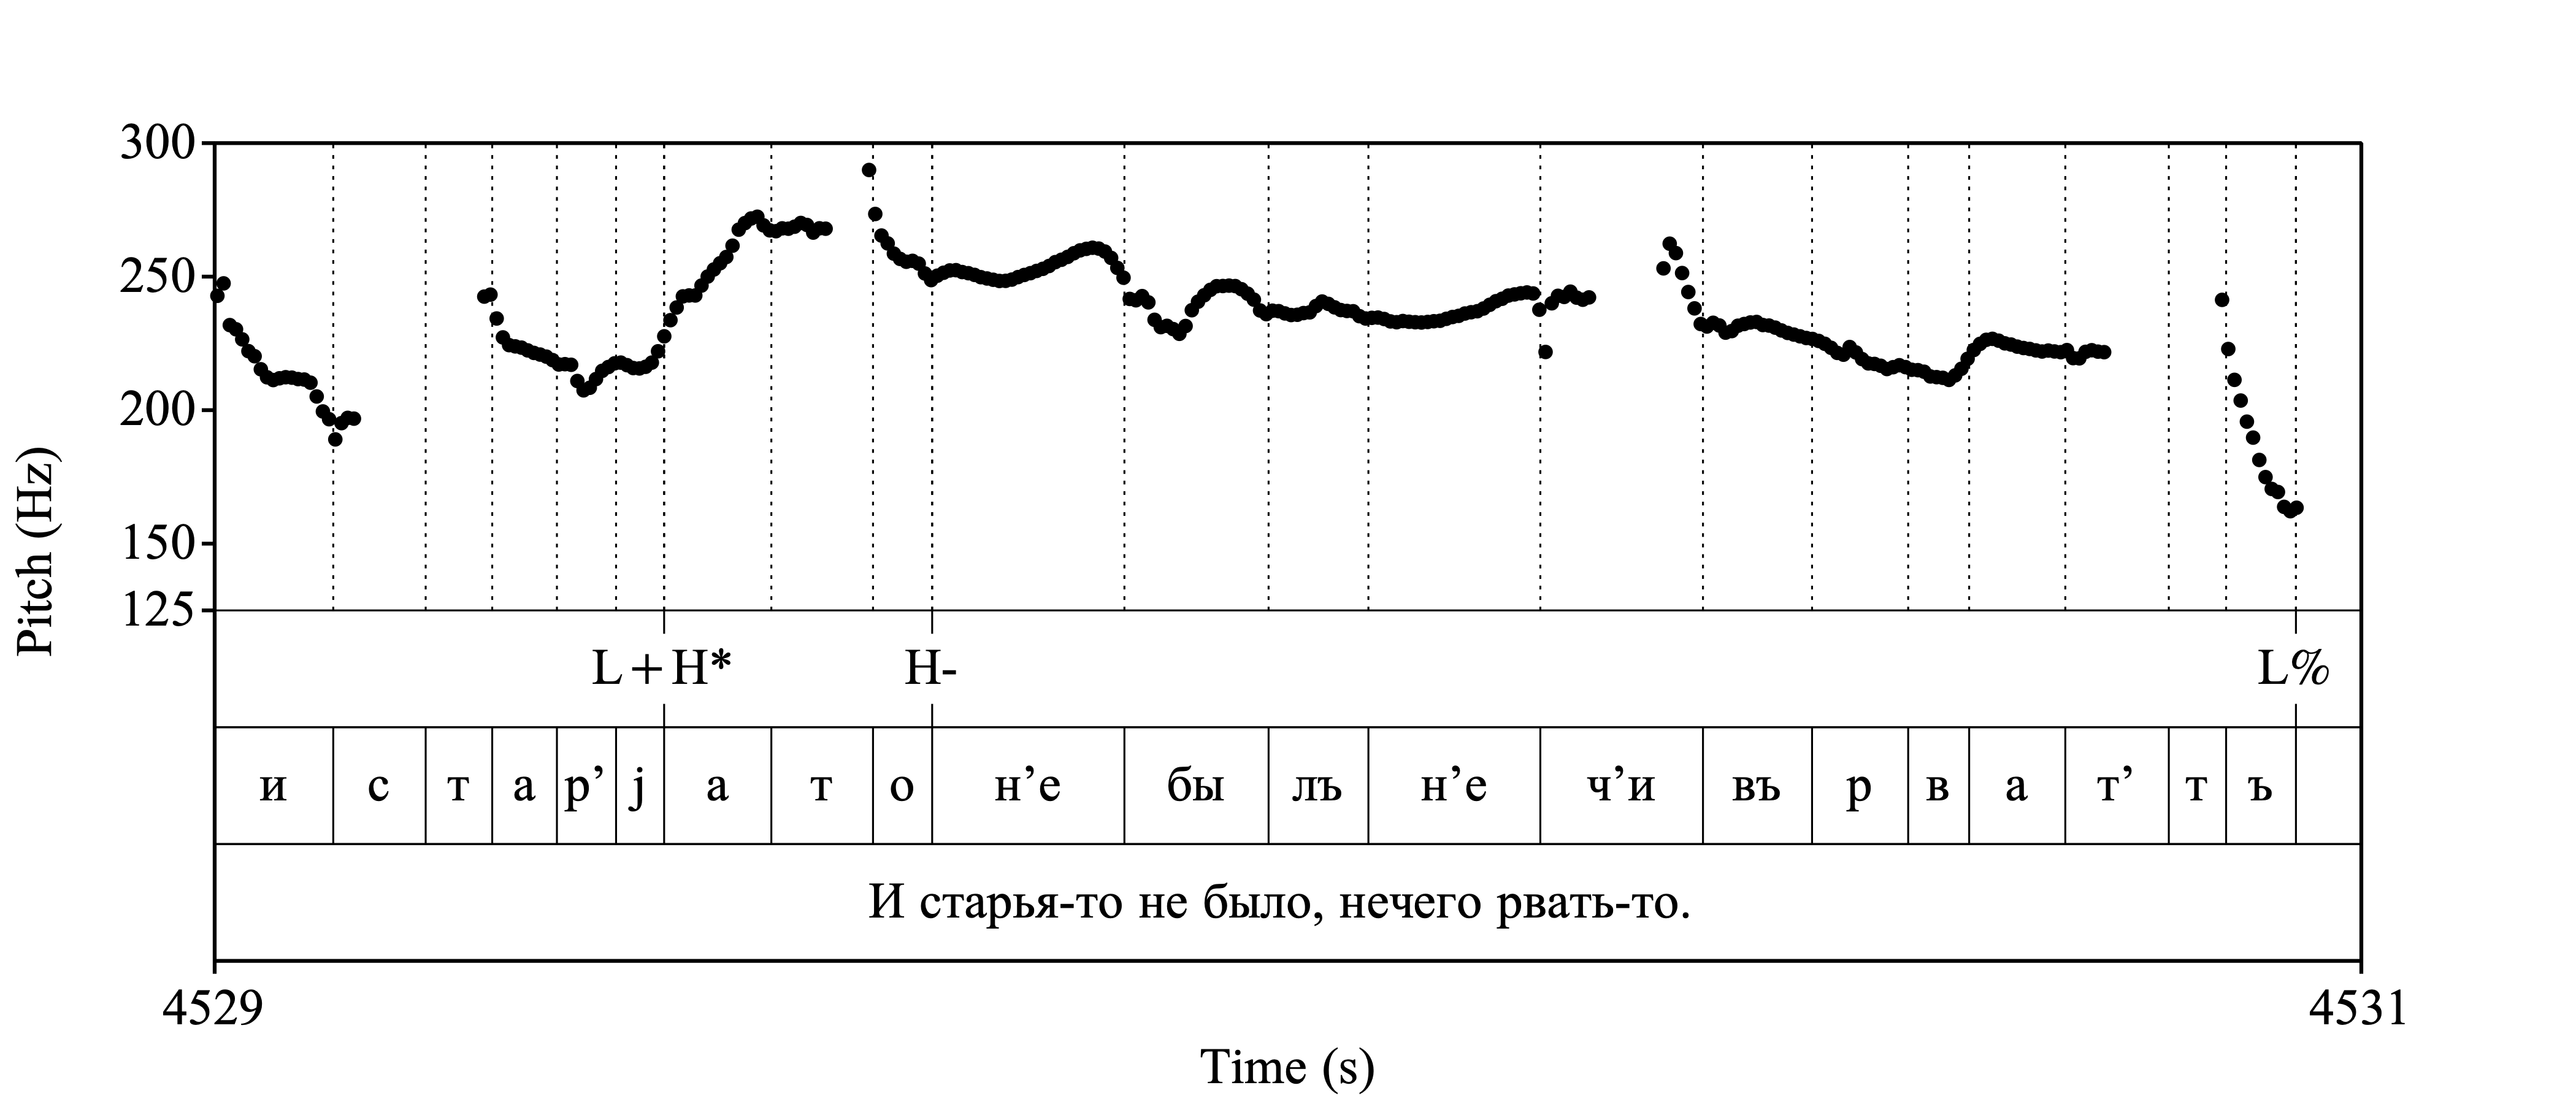 300
250
200
150
125
Pitch (Hz)
L+H* H- L%
и с т а р’ j а т о н’е бы лъ н’е ч’и въ р в а т’ т ъ
И старья-то не было, нечего рвать-то.
4529 4531
Time (s)